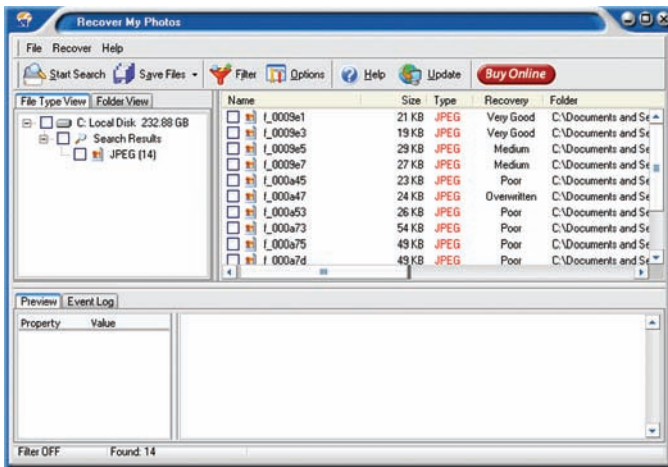 Recover My Photos
File Recover Help
Start Search Save Files Filter Options Help Update Buy Online
File Type View Folder View
C: Local Disk 232.88 GB
Search Results
JPEG (14)
Name Size Type Recovery Folder
f_0009e1 21 KB JPEG Very Good C:\Documents and Se
f_0009e3 19 KB JPEG Very Good C:\Documents and Se
f_0009e5 29 KB JPEG Medium C:\Documents and Se
f_0009e7 27 KB JPEG Medium C:\Documents and Se
f_000a45 23 KB JPEG Poor C:\Documents and Se
f_000a47 24 KB JPEG Overwritten C:\Documents and Se
f_000a53 26 KB JPEG Poor C:\Documents and Se
f_000a73 54 KB JPEG Poor C:\Documents and Se
f_000a75 49 KB JPEG Poor C:\Documents and Se
f_000a7d 49 KB JPEG Poor C:\Documents and Se
Preview Event Log
Property Value
Filter OFF Found: 14